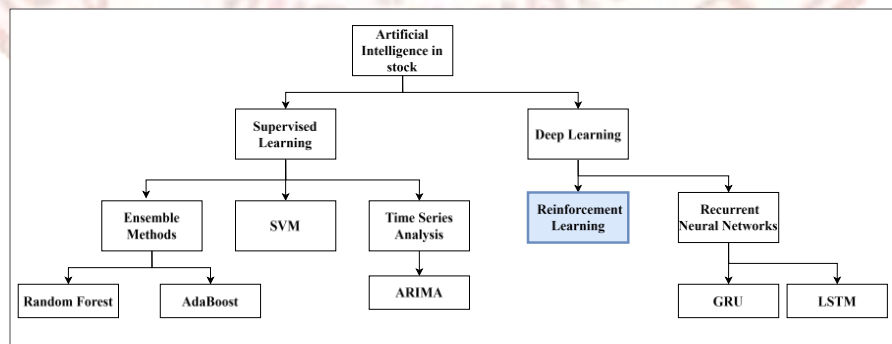 Artificial
Intelligence in
stock
Supervised
Learning
Deep Learning
Ensemble
Methods
SVM
Time Series
Analysis
Reinforcement
Learning
Recurrent
Neural Networks
Random Forest
AdaBoost
ARIMA
GRU
LSTM